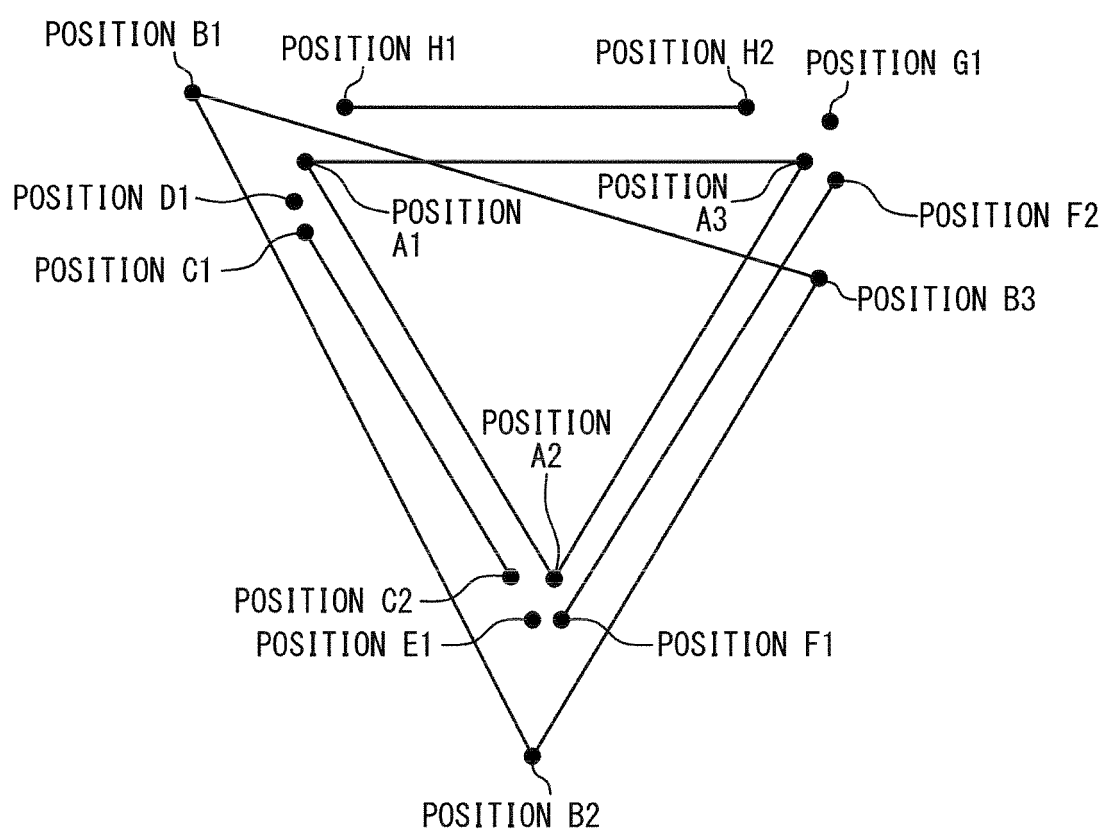 POSITION B1
POSITION H1
POSITION H2
POSITION G1
POSITION D1
POSITION
A1
POSITION
A3
POSITION F2
POSITION C1
POSITION B3
POSITION
A2
POSITION C2
POSITION E1
POSITION F1
POSITION B2